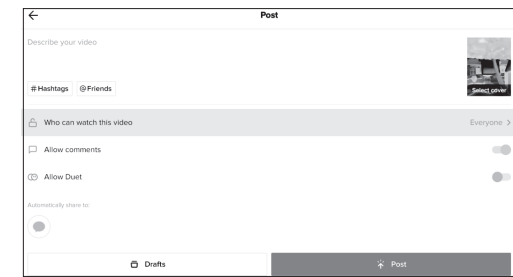 Post
Describe your video
#Hashtags @Friends
Select cover
Who can watch this video Everyone
Allow comments
Allow Duet
Automatically share to:
Drafts Post